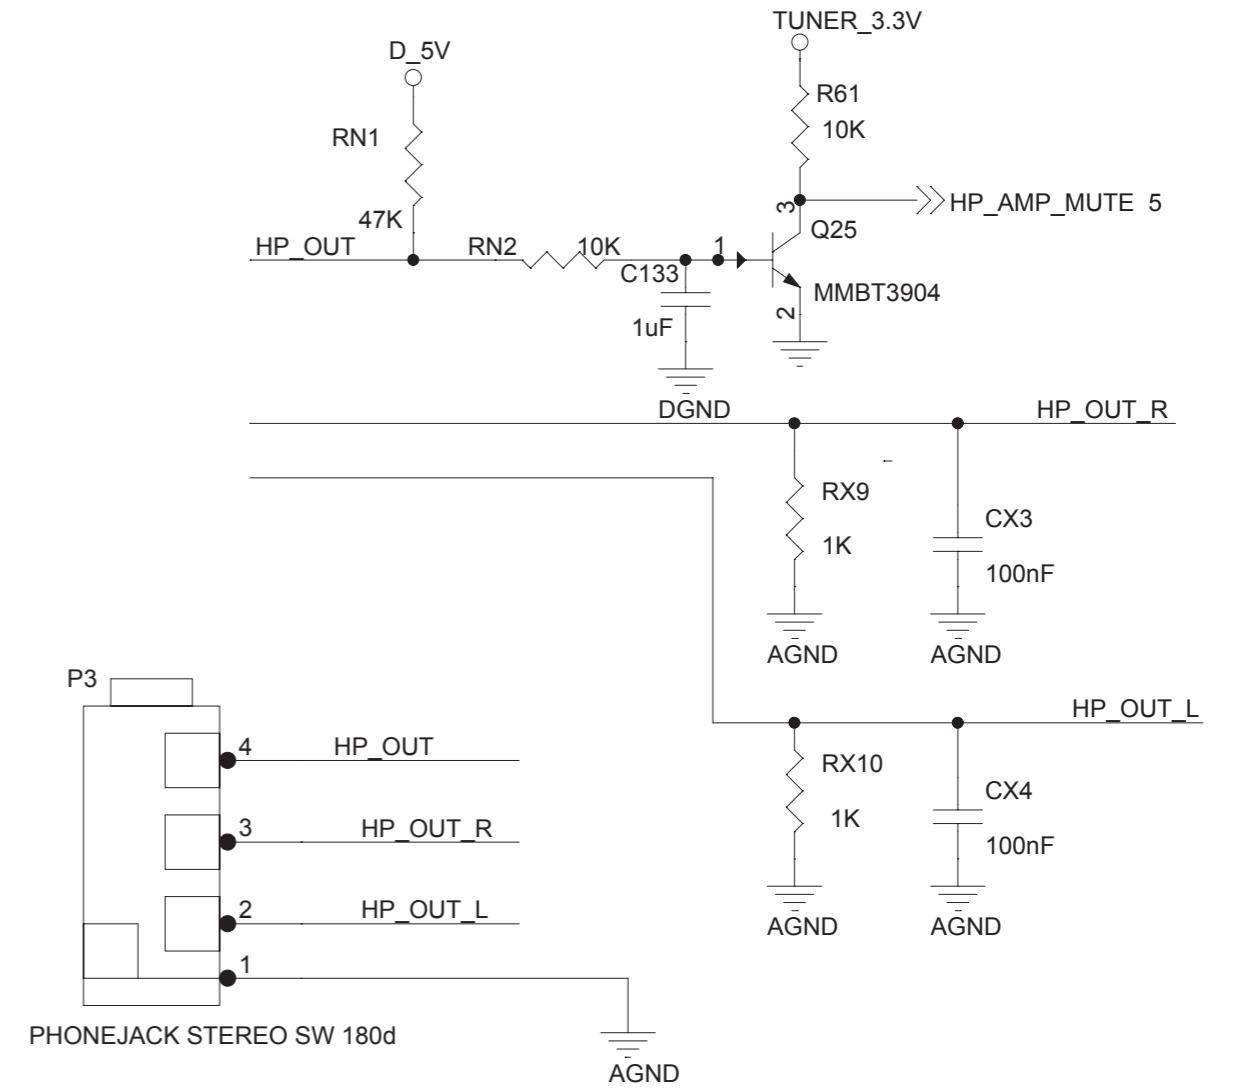 TUNER_3.3V
D_5V
R61
10K
RN1
47K
3
HP_AMP_MUTE 5
Q25
HP_OUT
RN2
10K
1
C133
MMBT3904
2
1uF
DGND
HP_OUT_R
RX9
1K
CX3
100nF
AGND
AGND
P3
HP_OUT_L
4
HP_OUT
RX10
1K
CX4
100nF
3
HP_OUT_R
2
HP_OUT_L
AGND
AGND
1
PHONEJACK STEREO SW 180d
AGND